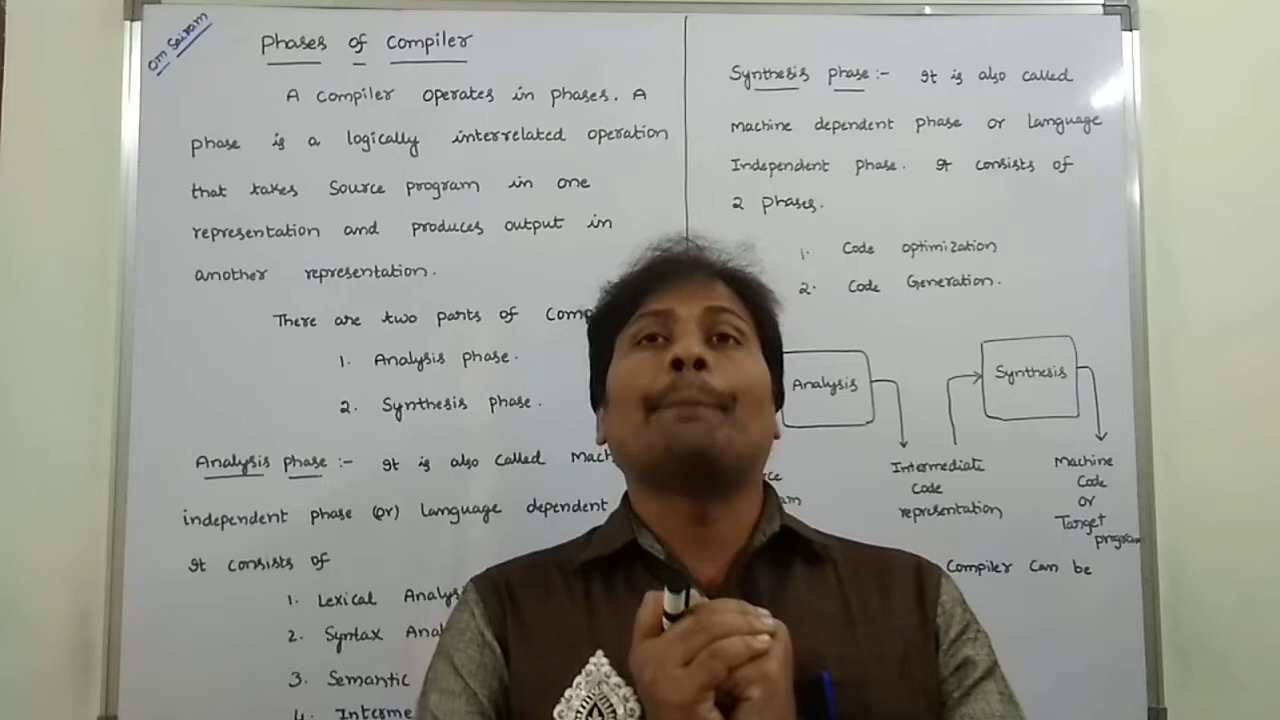 Om Sairam
Phases of Compiler
A compiler operates in phases. A
phase is a logically interrelated operation
that takes Source program in one
representation and produces output in
another representation.
There are two parts of
1. Analysis phase.
2. Synthesis phase.
Analysis phase :- It is also called
independent phase (or) Language dependent
It consists of
1. Lexical
2. Syntax
3. Semantic
4.
Synthesis phase :- It is also called
Machine dependent phase or Language
Independent phase. It consists of
2 phases.
1. Code optimization
2. Code Generation.
Analysis
Synthesis
Intermediate
Code
representation
Machine
Code
or
Target
program
Compiler can be